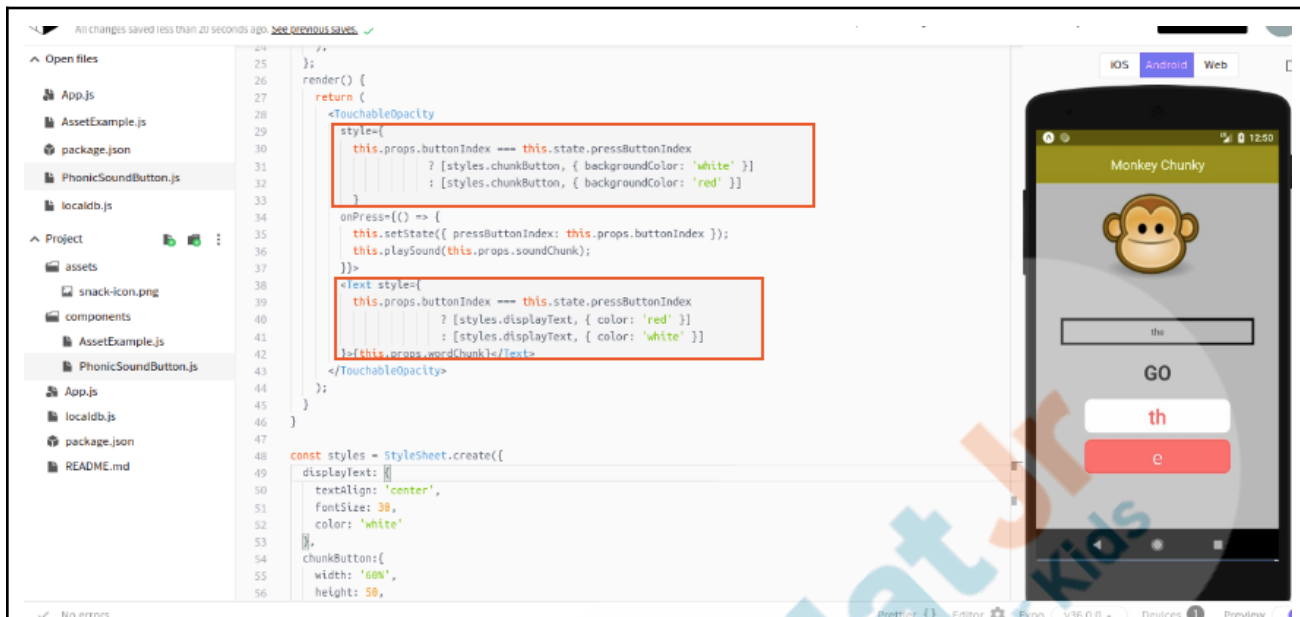 All changes saved less than 20 seconds ago. See previous saves.
Open files
App.js
AssetExample.js
package.json
PhonicSoundButton.js
localdb.js
Project
assets
snack-icon.png
components
AssetExample.js
PhonicSoundButton.js
App.js
localdb.js
package.json
README.md
24 );
25 };
26 render() {
27 return (
28 <TouchableOpacity
29 style={
30 this.props.buttonIndex === this.state.pressButtonIndex
31 ? [styles.chunkButton, { backgroundColor: 'white' }]
32 : [styles.chunkButton, { backgroundColor: 'red' }]
33 }
34 onPress={() => {
35 this.setState({ pressButtonIndex: this.props.buttonIndex });
36 this.playSound(this.props.soundChunk);
37 }}>
38 <Text style={
39 this.props.buttonIndex === this.state.pressButtonIndex
40 ? [styles.displayText, { color: 'red' }]
41 : [styles.displayText, { color: 'white' }]
42 }>{this.props.wordChunk}</Text>
43 </TouchableOpacity>
44 );
45 }
46 }
47
48 const styles = StyleSheet.create({
49 displayText: {
50 textAlign: 'center',
51 fontSize: 30,
52 color: 'white'
53 },
54 chunkButton:{
55 width: '60%',
56 height: 50,
iOS Android Web
12:50
Monkey Chunky
the
GO
th
e
at Jr
Kids
No errors
Prettier {} Editor Expo v36.0.0 Devices 1 Preview